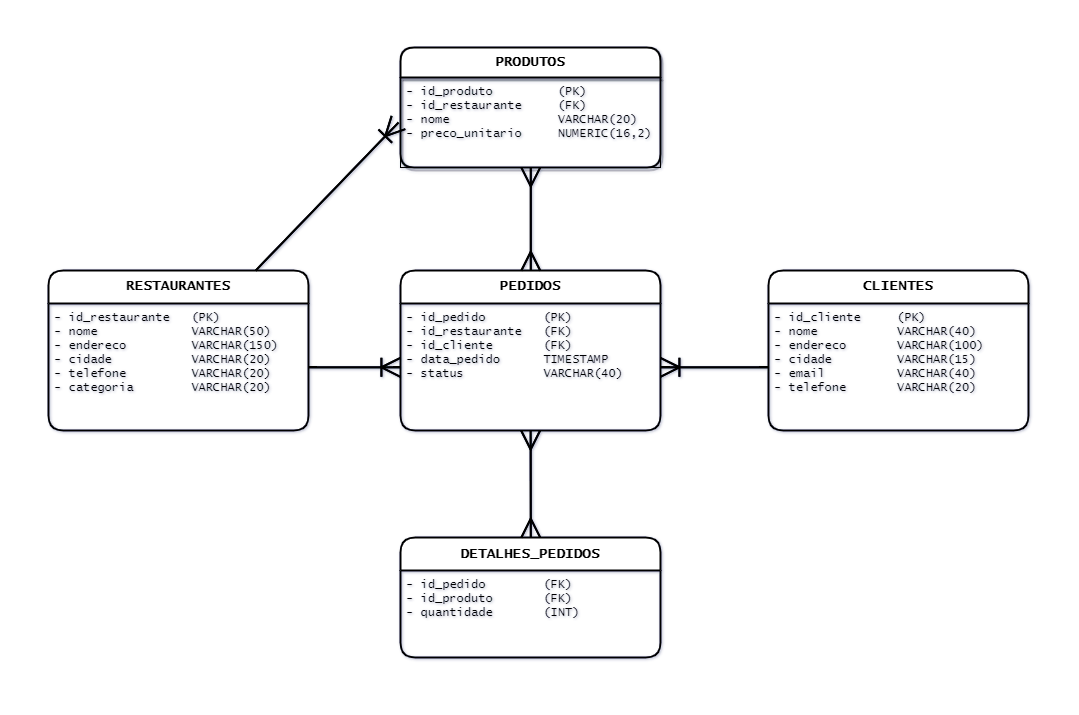 PRODUTOS
- id_produto (PK)
- id_restaurante (FK)
- nome VARCHAR(20)
- preco_unitario NUMERIC(16,2)
RESTAURANTES
- id_restaurante (PK)
- nome VARCHAR(50)
- endereco VARCHAR(150)
- cidade VARCHAR(20)
- telefone VARCHAR(20)
- categoria VARCHAR(20)
PEDIDOS
- id_pedido (PK)
- id_restaurante (FK)
- id_cliente (FK)
- data_pedido TIMESTAMP
- status VARCHAR(40)
CLIENTES
- id_cliente (PK)
- nome VARCHAR(40)
- endereco VARCHAR(100)
- cidade VARCHAR(15)
- email VARCHAR(40)
- telefone VARCHAR(20)
DETALHES_PEDIDOS
- id_pedido (FK)
- id_produto (FK)
- quantidade (INT)